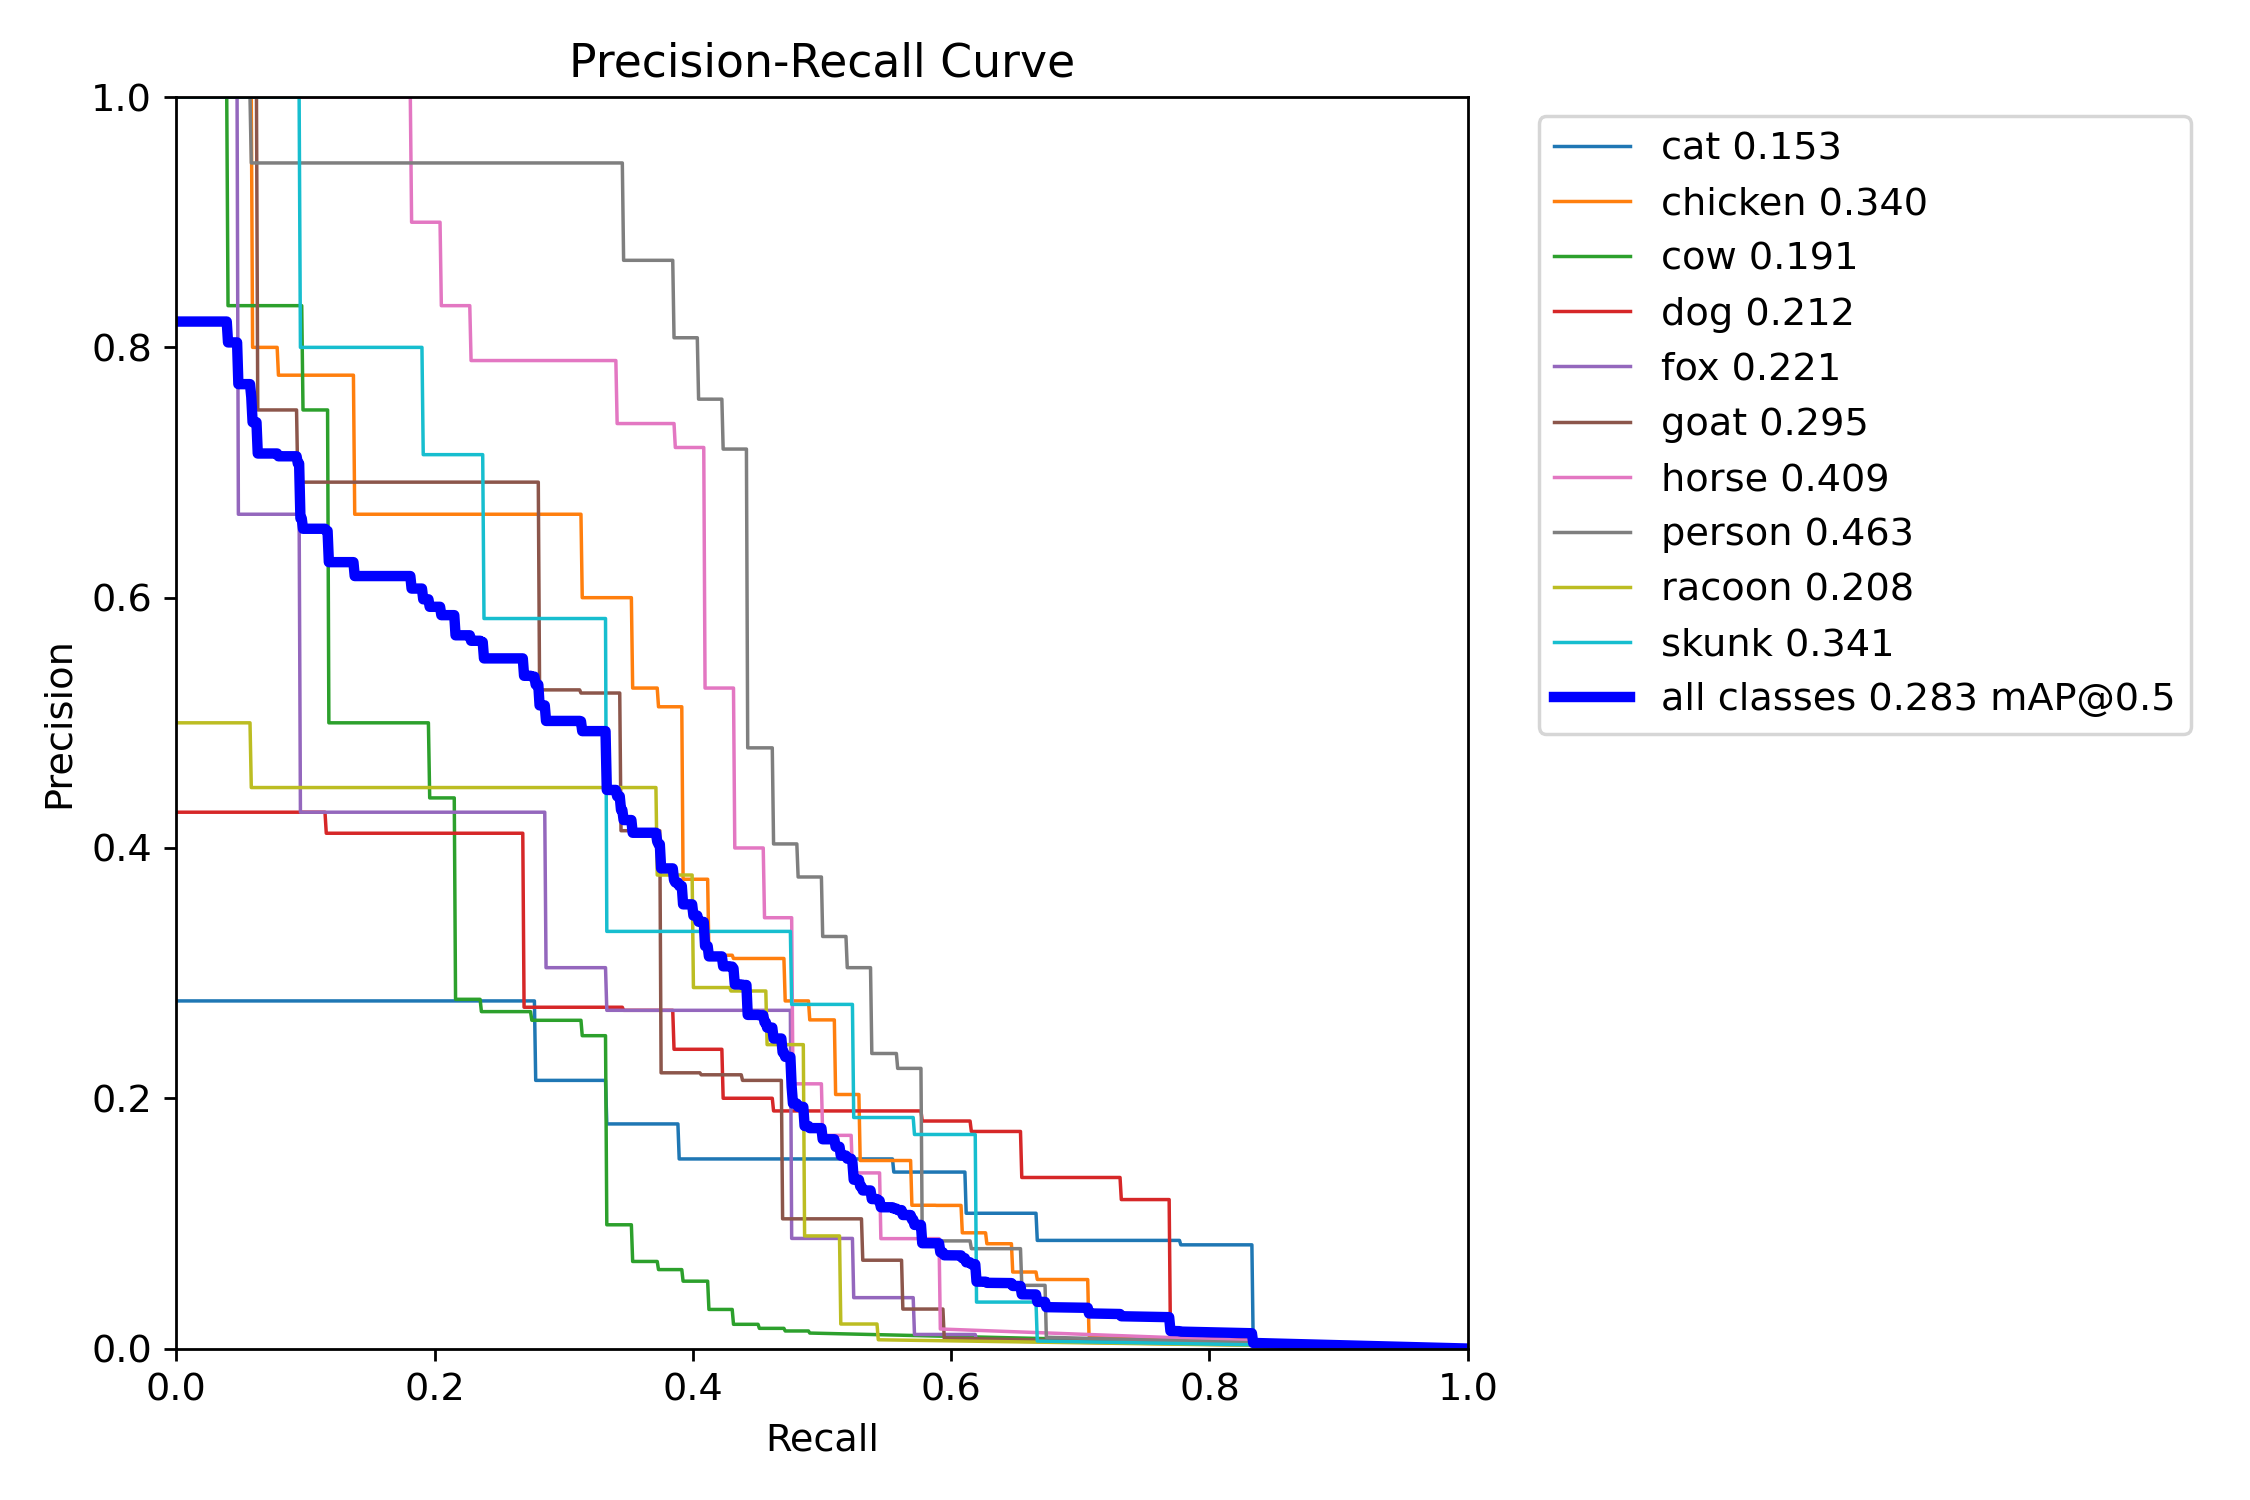 Precision-Recall Curve
1.0
0.8
0.6
0.4
0.2
0.0
Precision
0.0 0.2 0.4 0.6 0.8 1.0
Recall
cat 0.153
chicken 0.340
cow 0.191
dog 0.212
fox 0.221
goat 0.295
horse 0.409
person 0.463
racoon 0.208
skunk 0.341
all classes 0.283 mAP@0.5